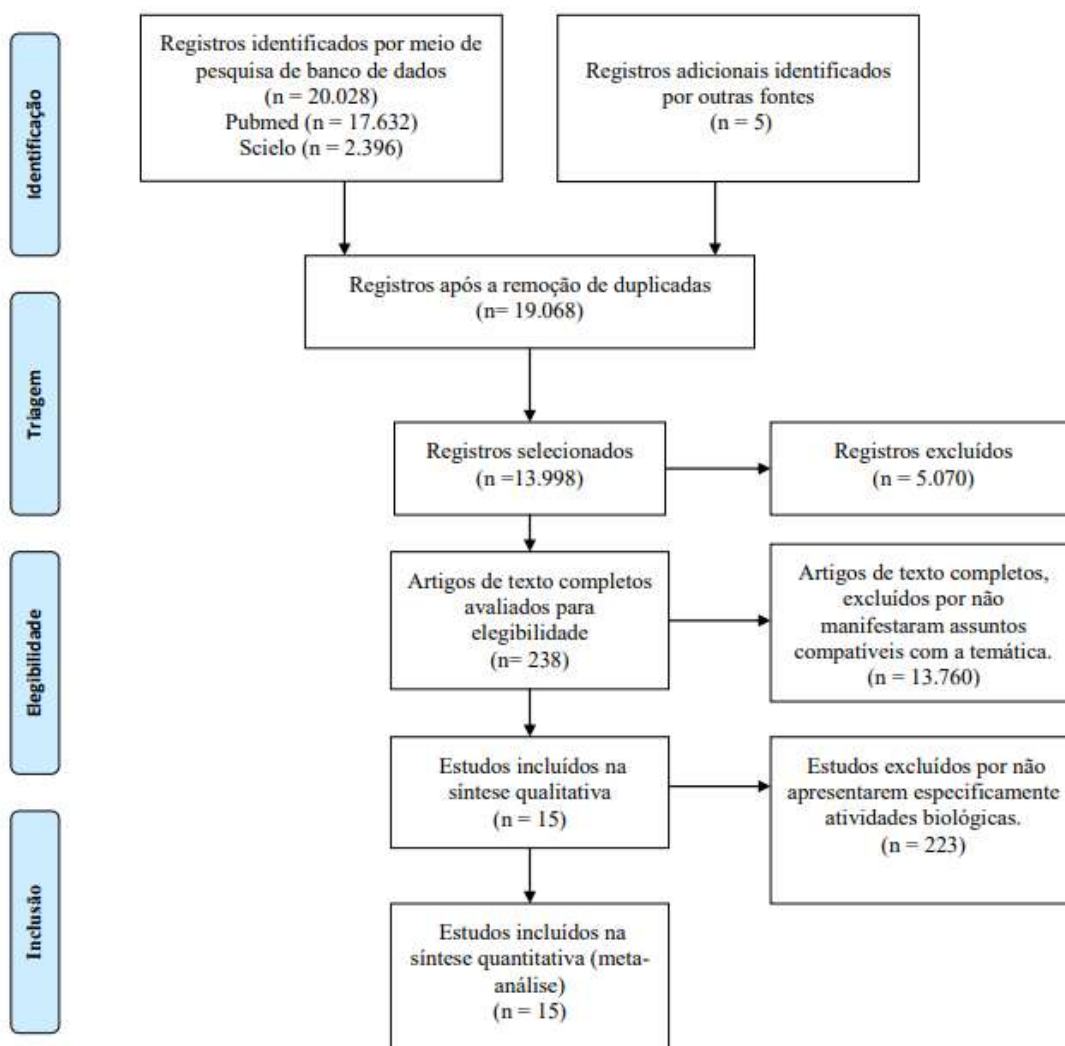 Identificação
Registros identificados por meio de
pesquisa de banco de dados
(n = 20.028)
Pubmed (n = 17.632)
Scielo (n = 2.396)
Registros adicionais identificados
por outras fontes
(n = 5)
Registros após a remoção de duplicadas
(n= 19.068)
Triagem
Registros selecionados
(n =13.998)
Registros excluídos
(n = 5.070)
Elegibilidade
Artigos de texto completos
avaliados para
elegibilidade
(n= 238)
Artigos de texto completos,
excluídos por não
manifestaram assuntos
compatíveis com a temática.
(n = 13.760)
Estudos incluídos na
síntese qualitativa
(n = 15)
Estudos excluídos por não
apresentarem especificamente
atividades biológicas.
(n = 223)
Inclusão
Estudos incluídos na
síntese quantitativa (meta-
análise)
(n = 15)